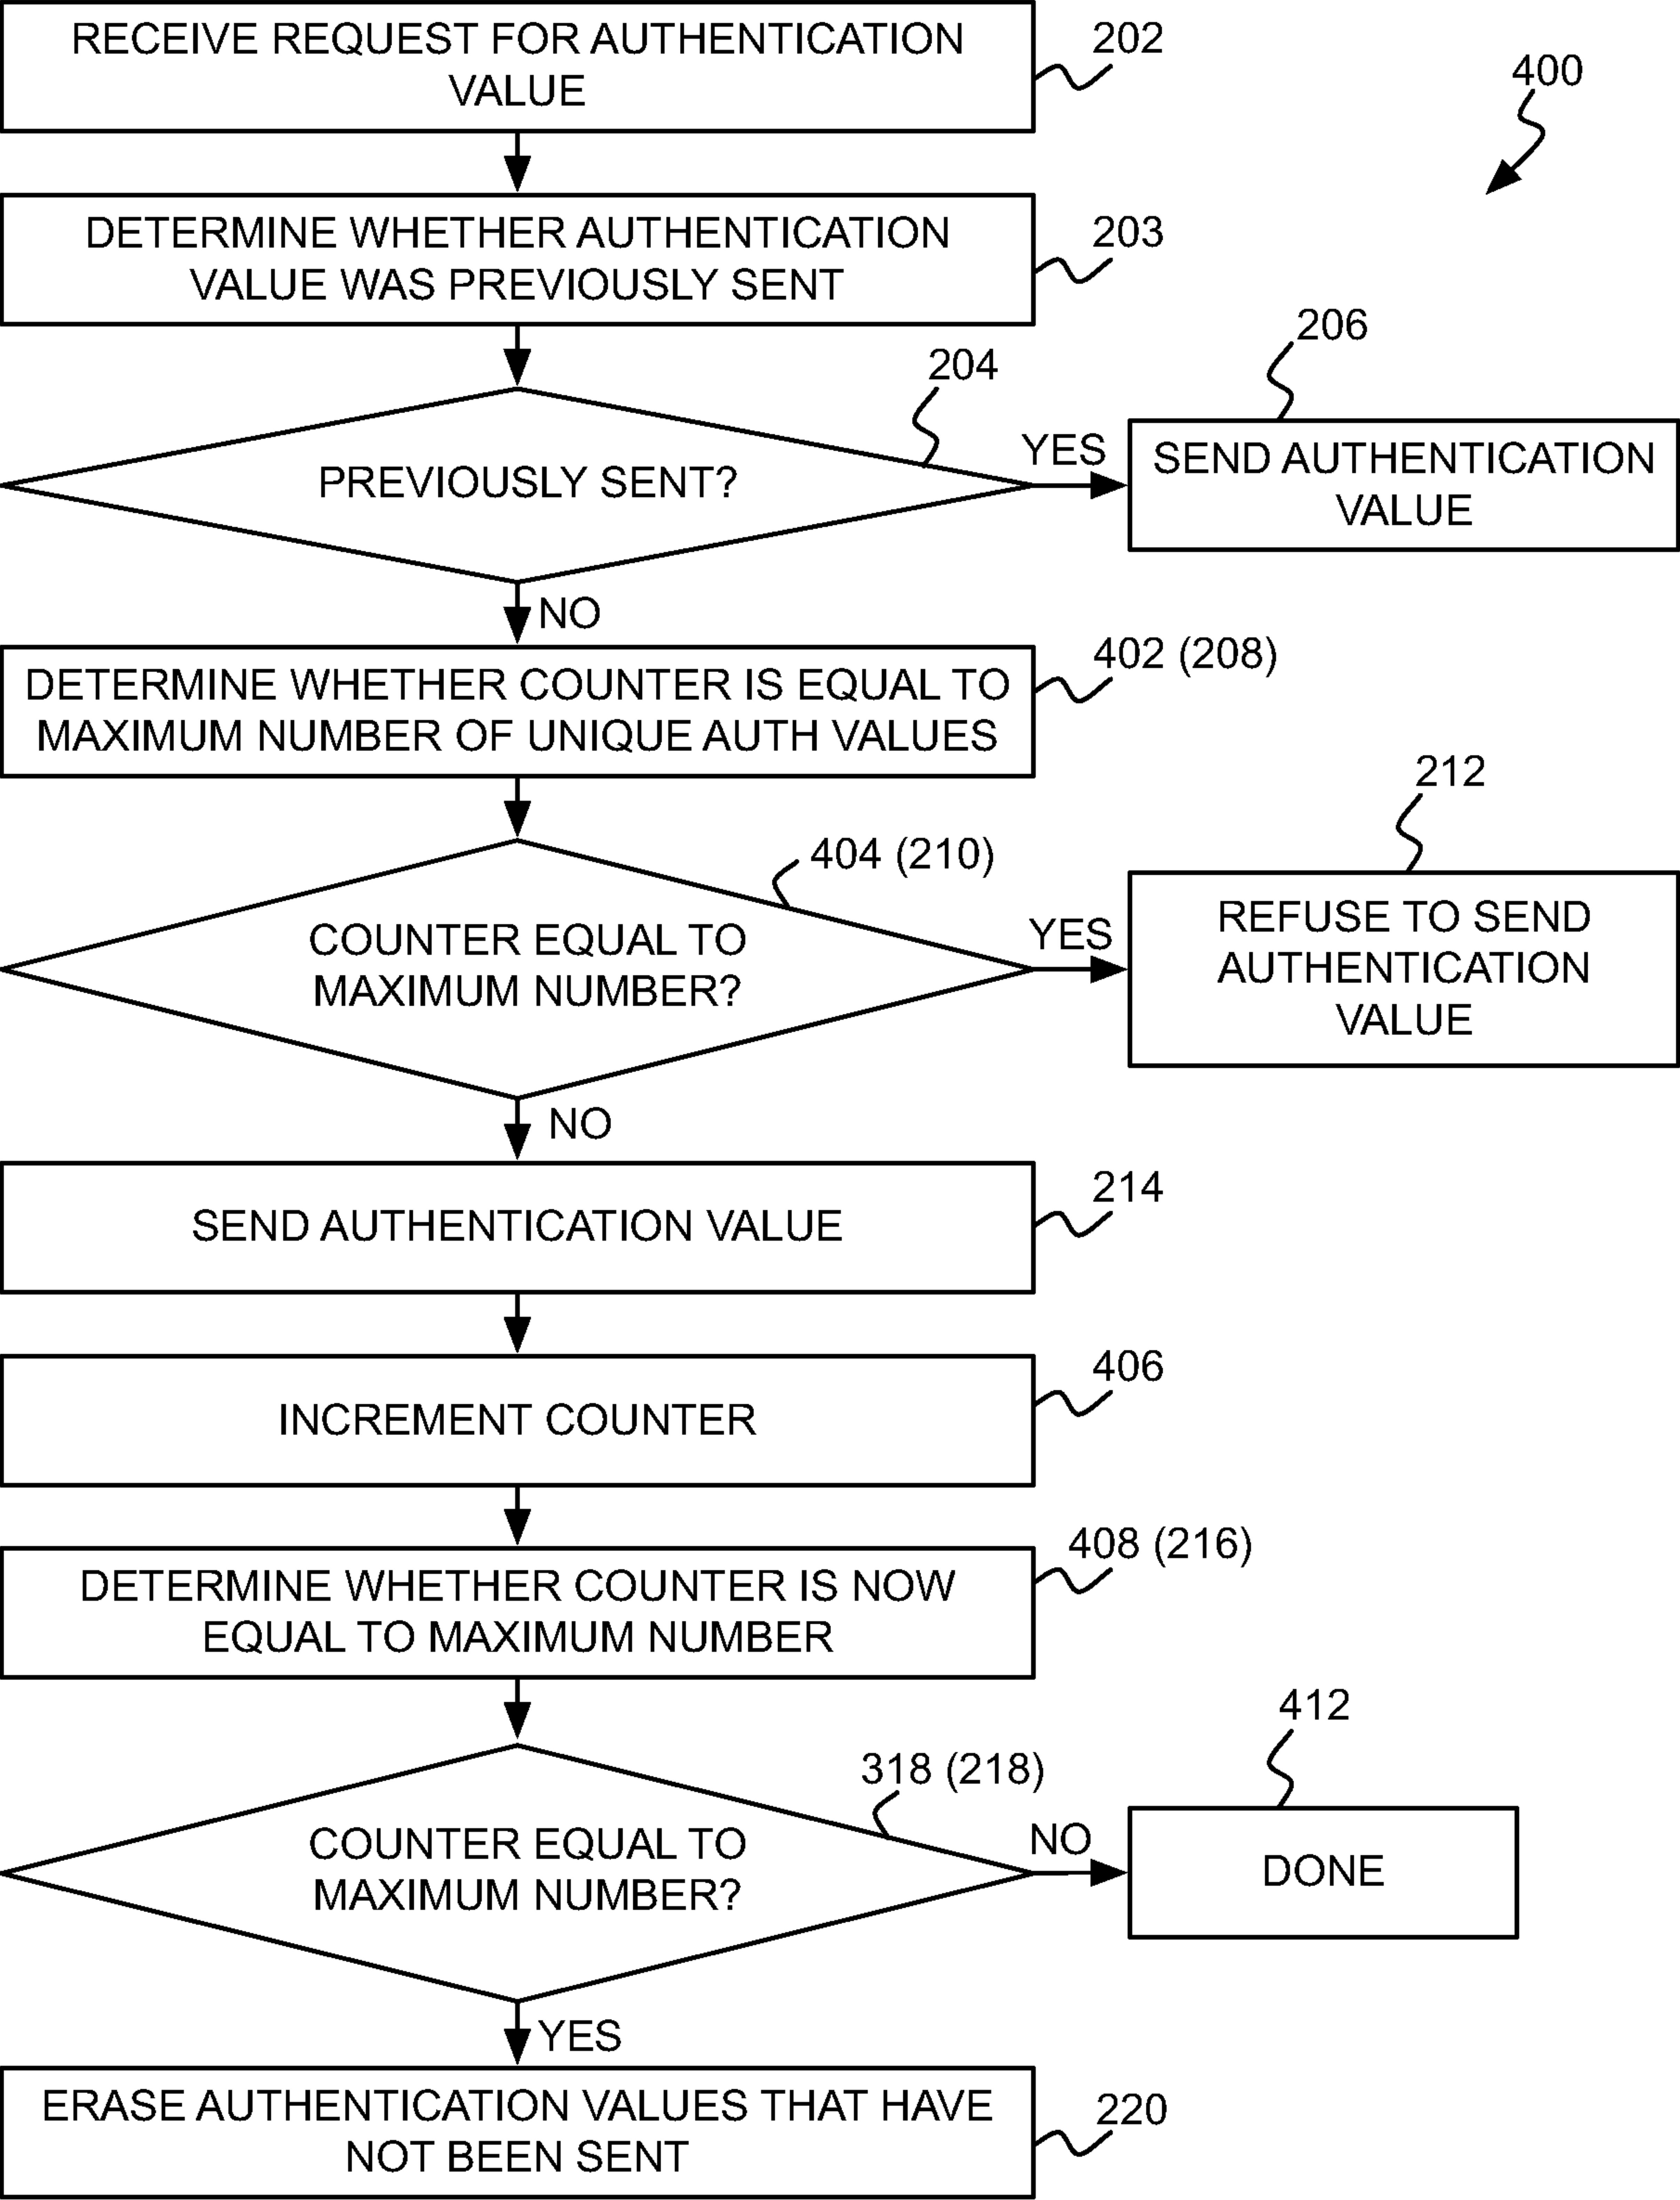 RECEIVE REQUEST FOR AUTHENTICATION
VALUE
202
400
DETERMINE WHETHER AUTHENTICATION
VALUE WAS PREVIOUSLY SENT
203
204
206
PREVIOUSLY SENT?
YES
SEND AUTHENTICATION
VALUE
NO
DETERMINE WHETHER COUNTER IS EQUAL TO
MAXIMUM NUMBER OF UNIQUE AUTH VALUES
402 (208)
404 (210)
212
COUNTER EQUAL TO
MAXIMUM NUMBER?
YES
REFUSE TO SEND
AUTHENTICATION
VALUE
NO
SEND AUTHENTICATION VALUE
214
INCREMENT COUNTER
406
DETERMINE WHETHER COUNTER IS NOW
EQUAL TO MAXIMUM NUMBER
408 (216)
318 (218)
412
COUNTER EQUAL TO
MAXIMUM NUMBER?
NO
DONE
YES
ERASE AUTHENTICATION VALUES THAT HAVE
NOT BEEN SENT
220